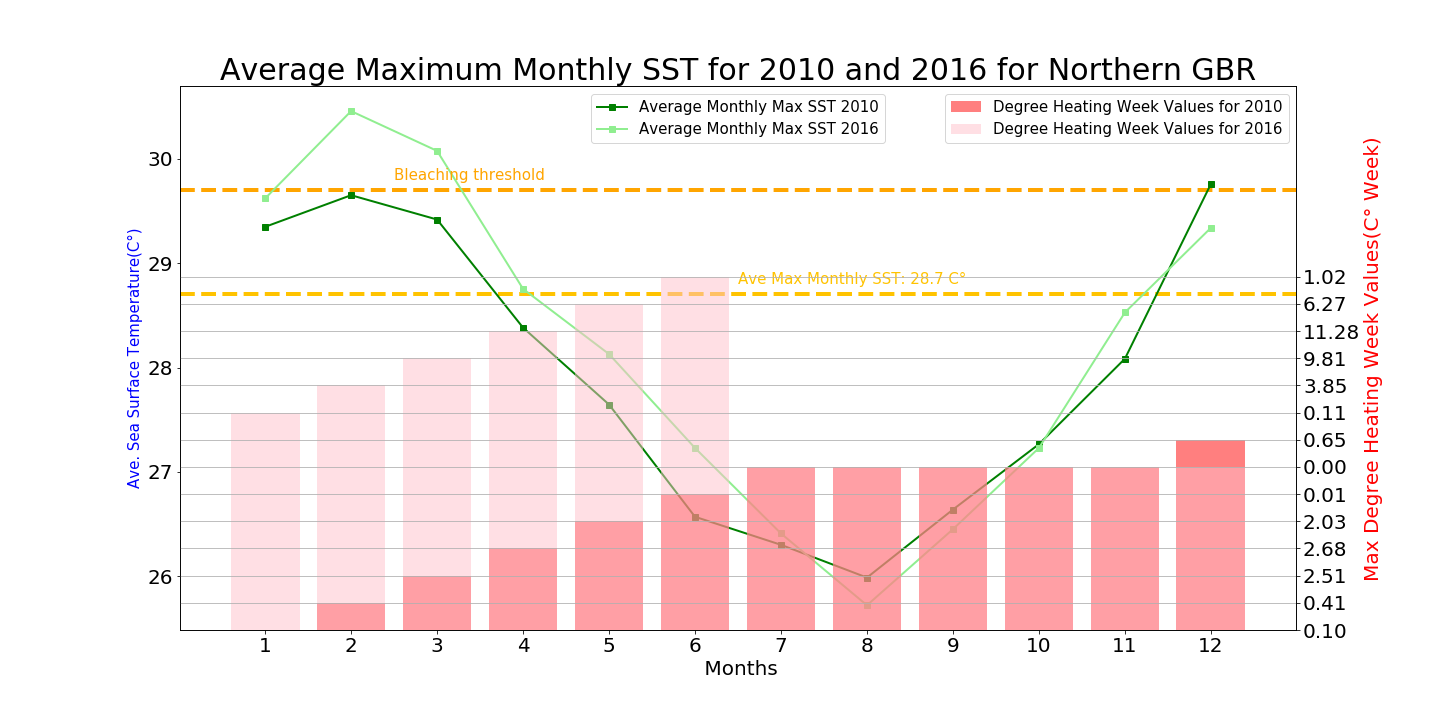 Average Maximum Monthly SST for 2010 and 2016 for Northern GBR
Average Monthly Max SST 2010
Average Monthly Max SST 2016
Degree Heating Week Values for 2010
Degree Heating Week Values for 2016
30
29
28
27
26
Ave. Sea Surface Temperature(C°)
Bleaching threshold
Ave Max Monthly SST: 28.7 C°
1.02
6.27
11.28
9.81
3.85
0.11
0.65
0.00
0.01
2.03
2.68
2.51
0.41
0.10
Max Degree Heating Week Values(C° Week)
1 2 3 4 5 6 7 8 9 10 11 12
Months